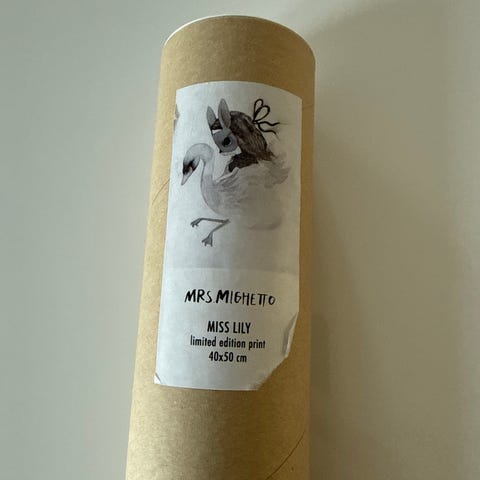 MRS.MIGHETTO
MISS LILY
limited edition print
40x50 cm